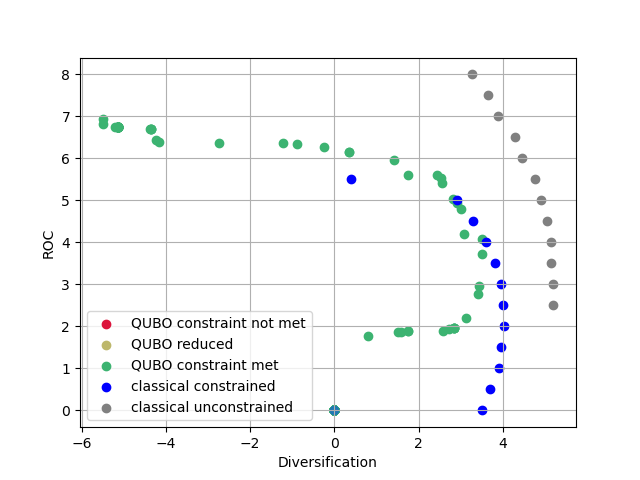 8
7
6
5
4
3
2
1
0
ROC
QUBO constraint not met
QUBO reduced
QUBO constraint met
classical constrained
classical unconstrained
−6 −4 −2 0 2 4
Diversification